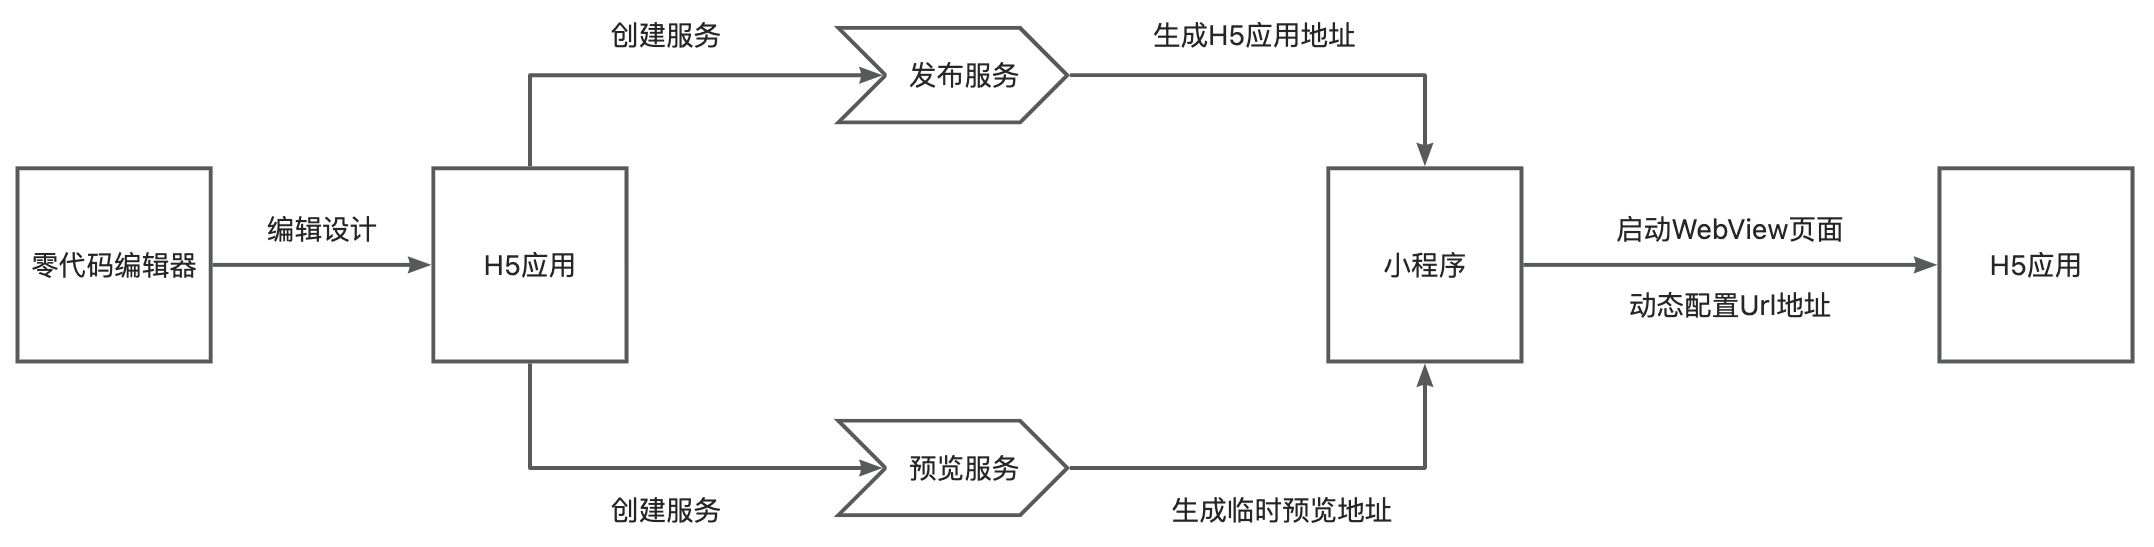 创建服务
发布服务
生成H5应用地址
零代码编辑器
编辑设计
H5应用
小程序
启动WebView页面
动态配置Url地址
H5应用
创建服务
预览服务
生成临时预览地址